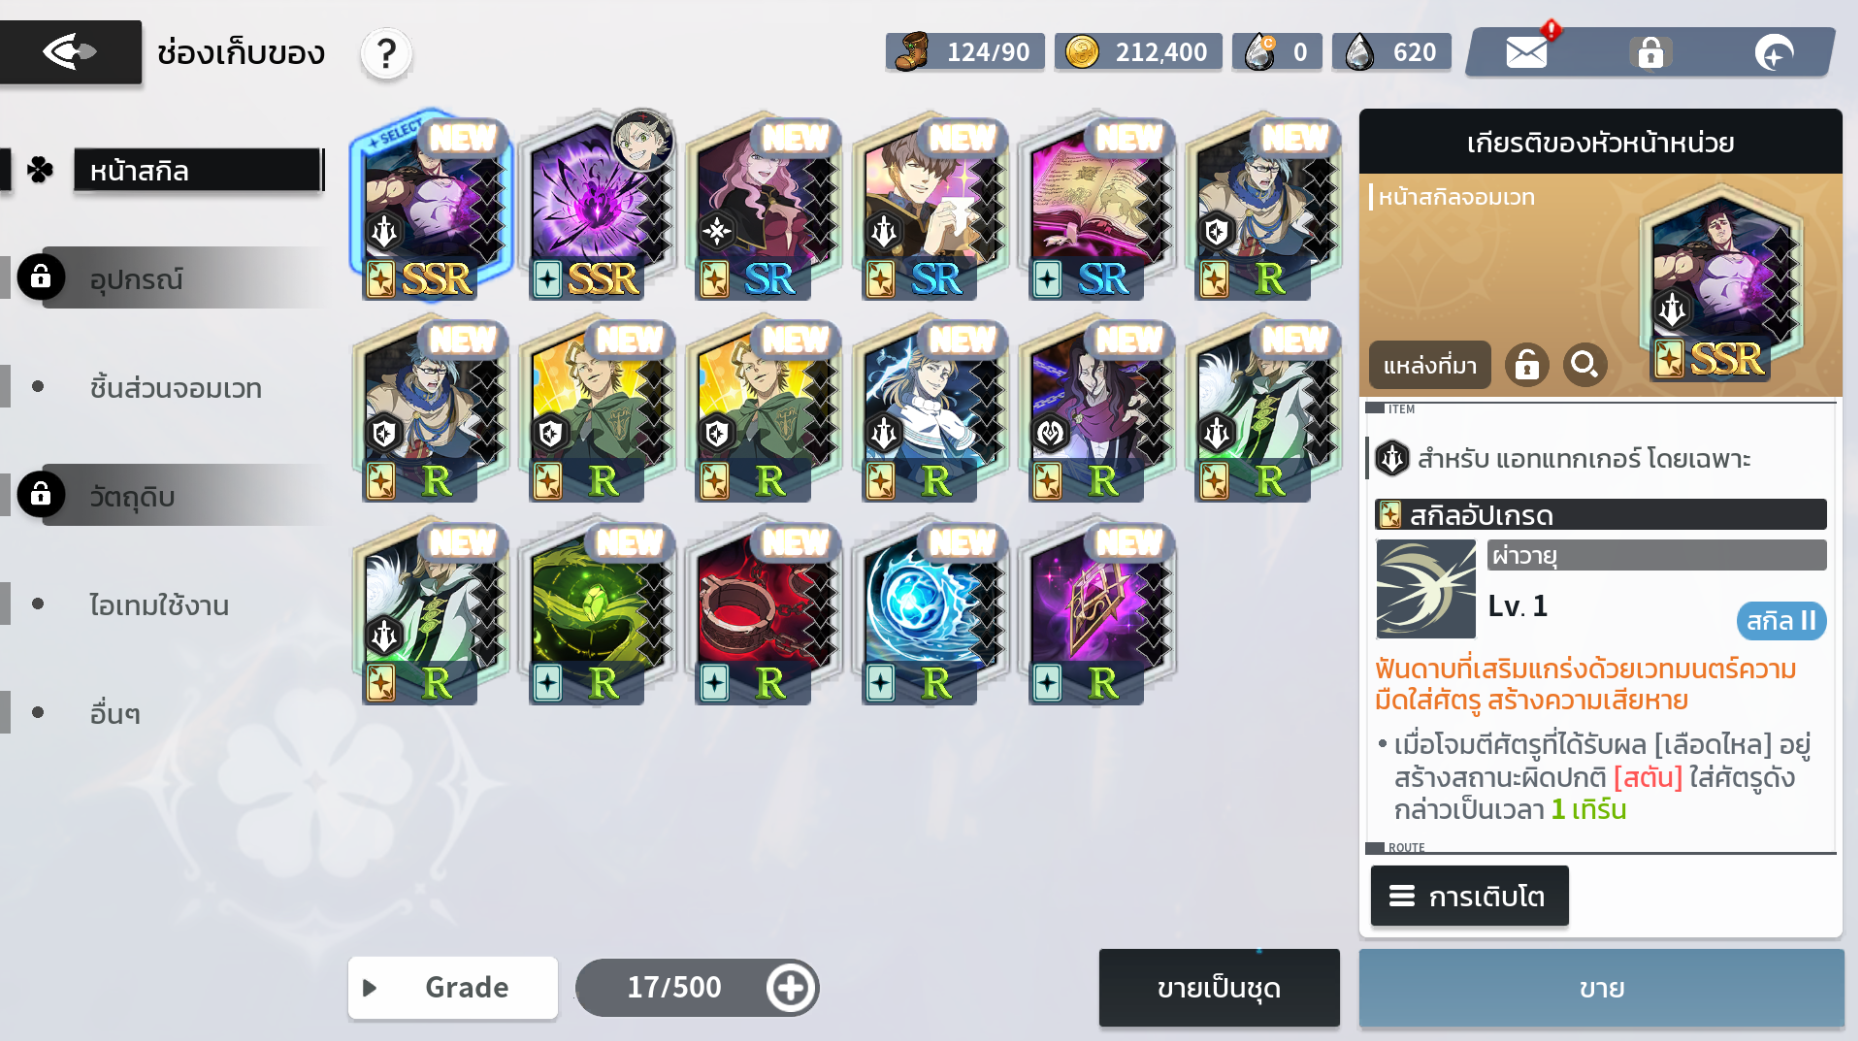 ช่องเก็บของ
?
124/90
212,400
C
0
620
!
หน้าสกิล
อุปกรณ์
ชิ้นส่วนจอมเวท
วัตถุดิบ
ไอเทมใช้งาน
อื่นๆ
SELECT NEW NEW NEW NEW NEW
SSR SSR SR SR SR R
NEW NEW NEW NEW NEW NEW
R R R R R R
NEW NEW NEW NEW NEW
R R R R R
Grade
17/500
ขายเป็นชุด
เกียรติของหัวหน้าหน่วย
หน้าสกิลจอมเวท
แหล่งที่มา
SSR
ITEM
สำหรับ แอทแทกเกอร์ โดยเฉพาะ
สกิลอัปเกรด
ผ่าวายุ
Lv. 1
สกิล II
ฟันดาบที่เสริมแกร่งด้วยเวทมนตร์ความ
มืดใส่ศัตรู สร้างความเสียหาย
• เมื่อโจมตีศัตรูที่ได้รับผล [เลือดไหล] อยู่
สร้างสถานะผิดปกติ [สตัน] ใส่ศัตรูดัง
กล่าวเป็นเวลา 1 เทิร์น
ROUTE
การเติบโต
ขาย